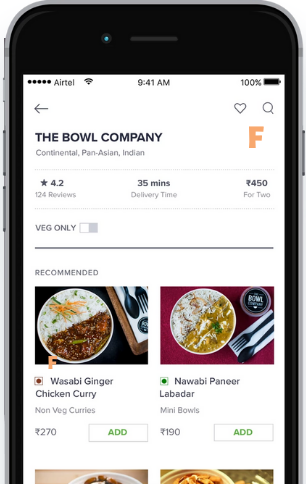 Airtel 9:41 AM 100%
THE BOWL COMPANY
F
Continental, Pan-Asian, Indian
★ 4.2 35 mins ₹450
124 Reviews Delivery Time For Two
VEG ONLY
RECOMMENDED
BOWL COMPANY
F
Wasabi Ginger Nawabi Paneer
Chicken Curry Labadar
Non Veg Curries Mini Bowls
₹270 ADD ₹190 ADD